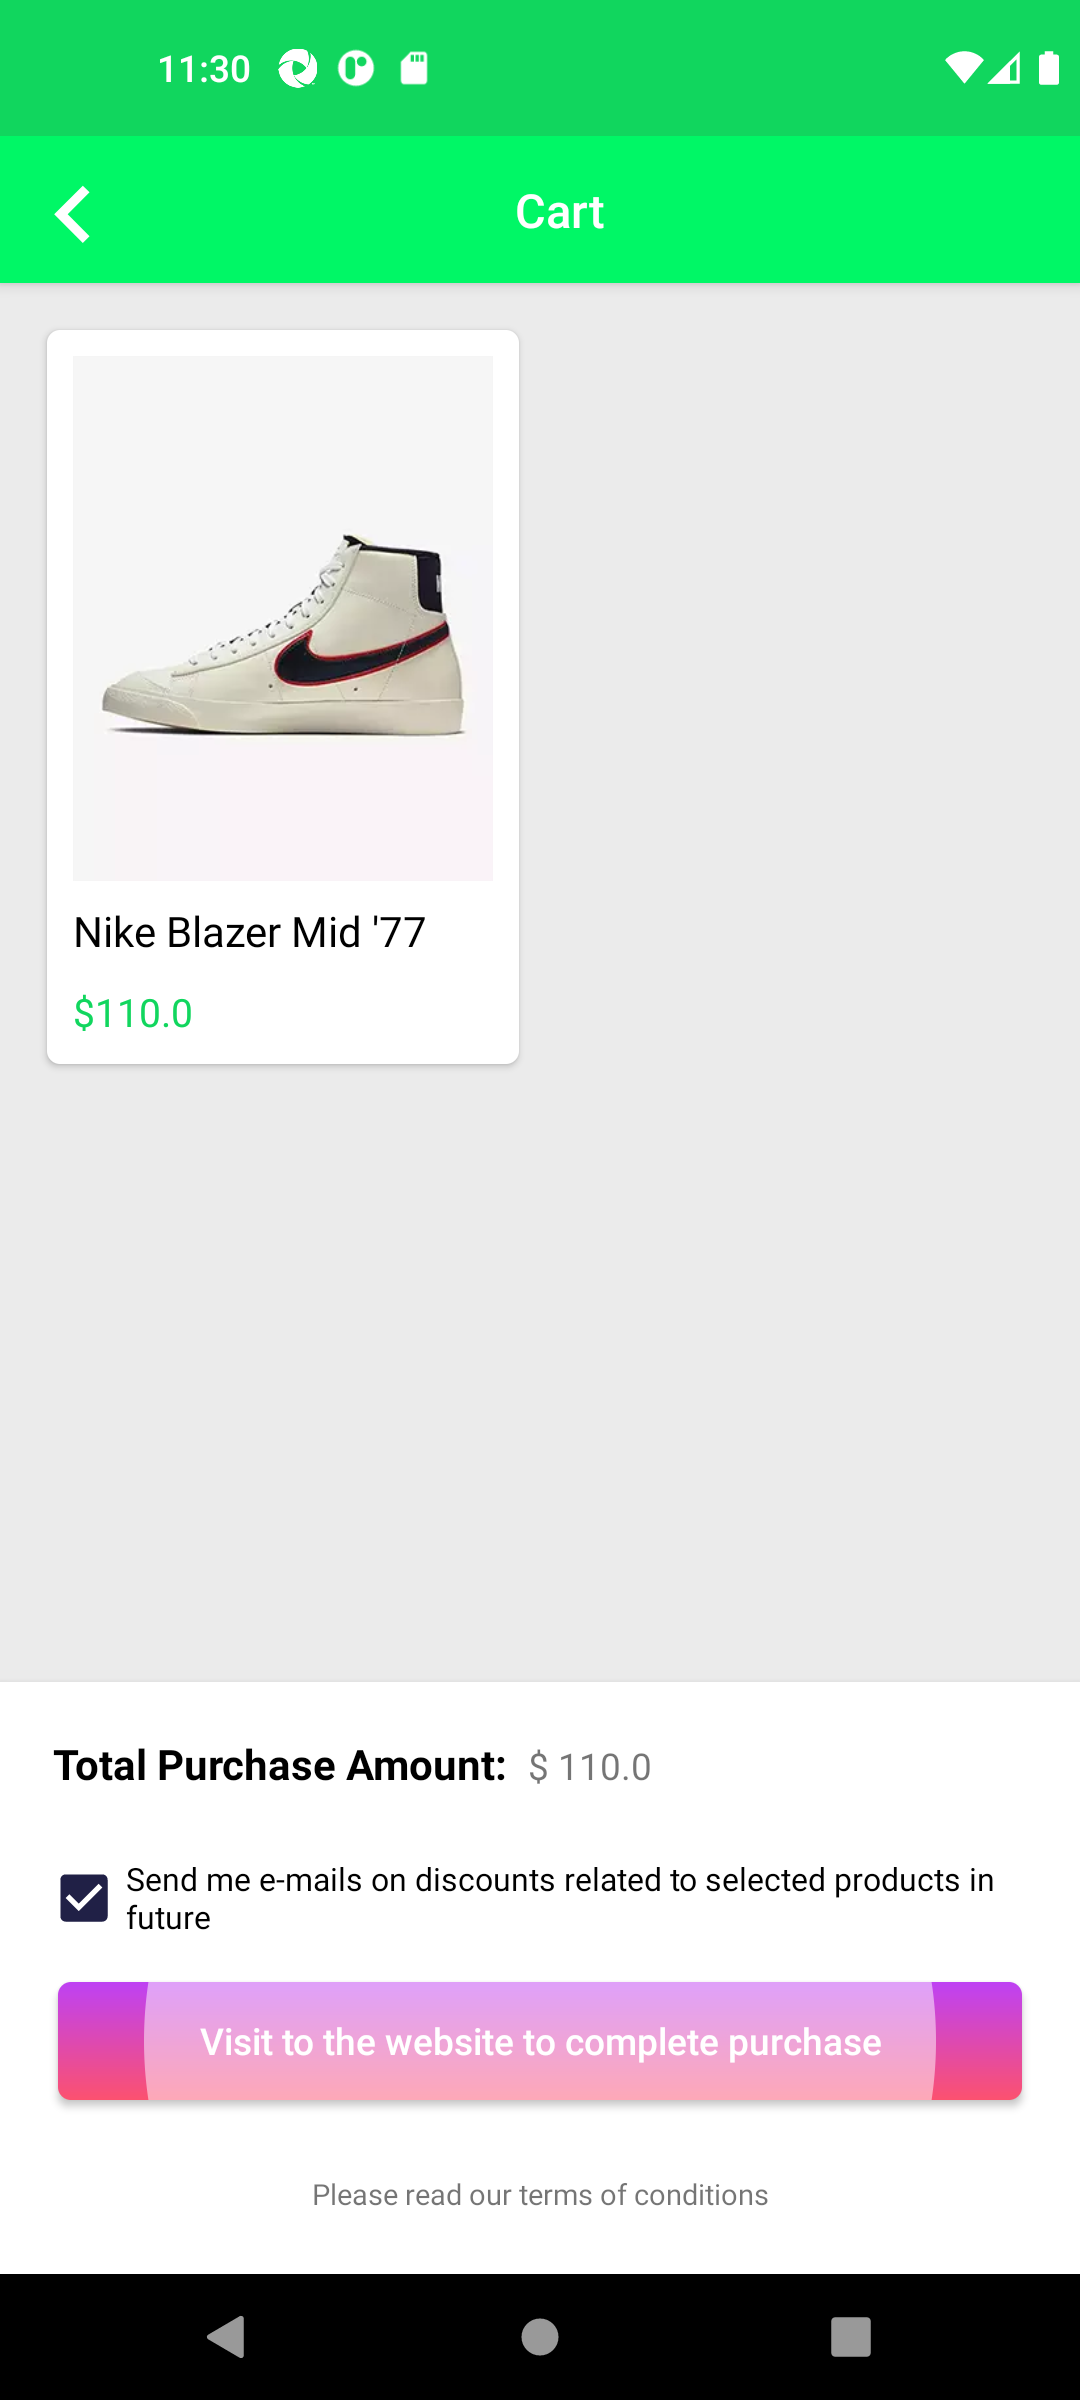 11:30
Cart
Nike Blazer Mid '77
$110.0
Total Purchase Amount: $ 110.0
Send me e-mails on discounts related to selected products in
future
Visit to the website to complete purchase
Please read our terms of conditions